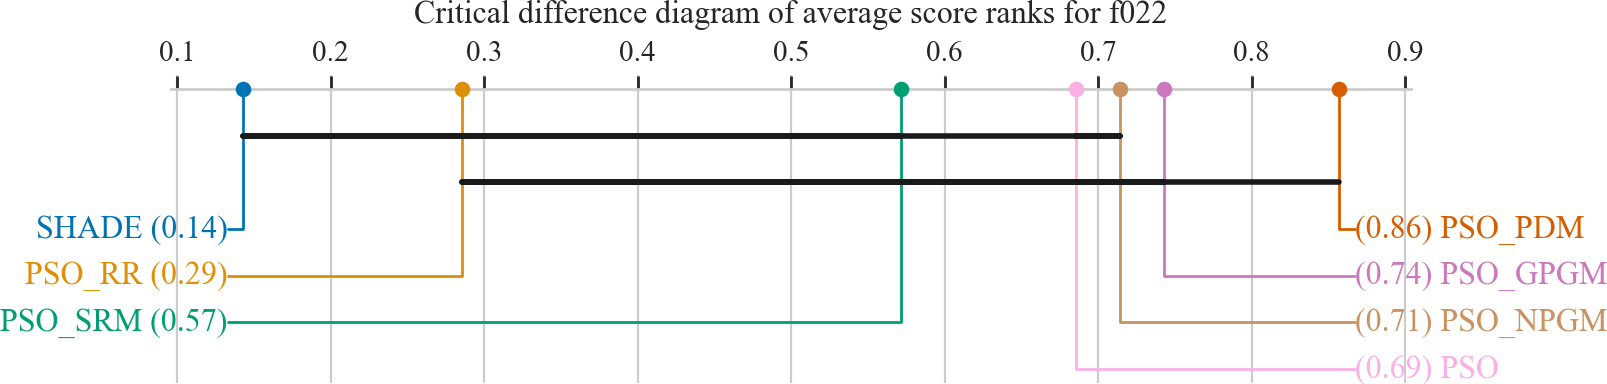 Critical difference diagram of average score ranks for f022
0.1 0.2 0.3 0.4 0.5 0.6 0.7 0.8 0.9
SHADE (0.14)
PSO_RR (0.29)
PSO_SRM (0.57)
(0.86) PSO_PDM
(0.74) PSO_GPGM
(0.71) PSO_NPGM
(0.69) PSO